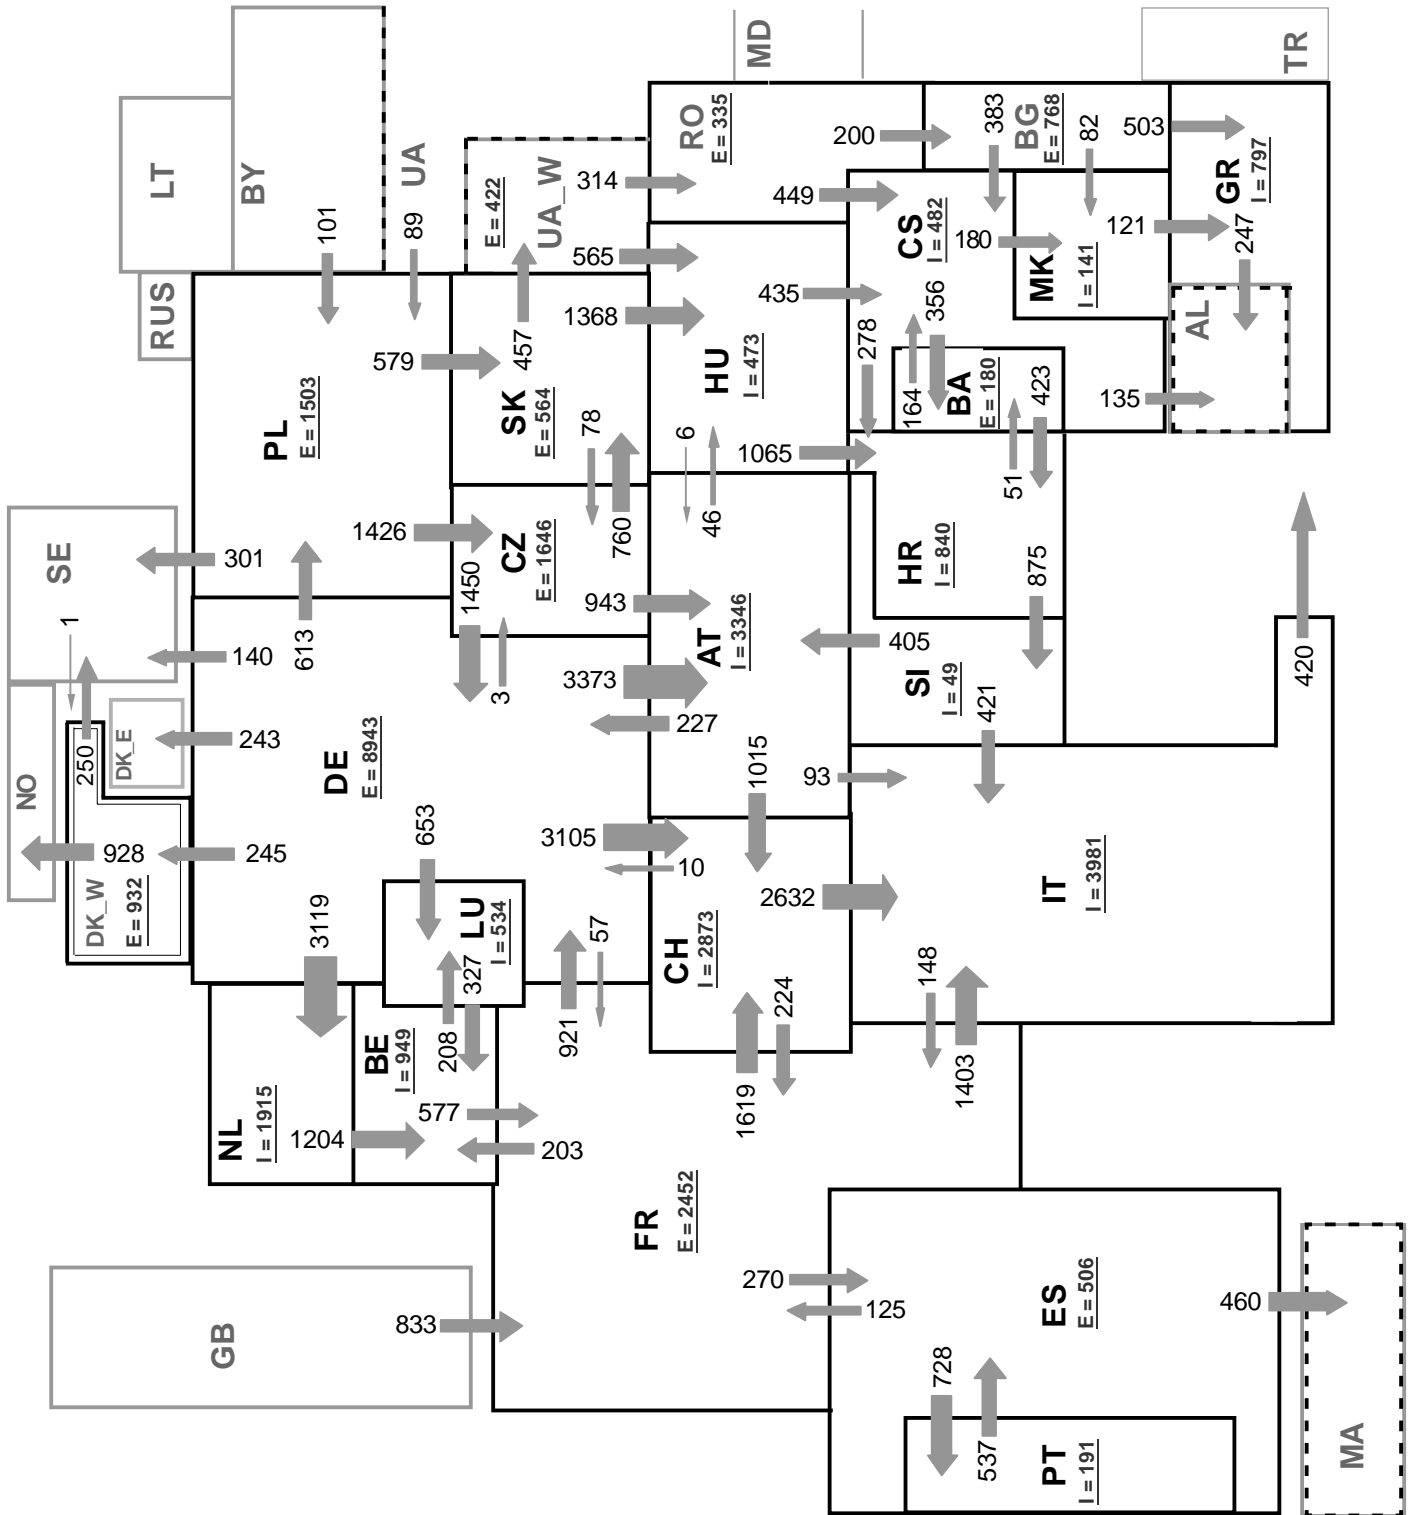 MD
TR
RO
E = 335
200
383
BG
E = 768
82
503
GR
I = 797
LT
BY
UA
UA_W
E = 422
314
449
CS
I = 482
180
121
247
101
89
565
MK
I = 141
RUS
1368
435
356
AL
457
278
579
HU
I = 473
PL
E = 1503
SK
E = 564
164
BA
E = 180
423
135
78
6
1065
51
760
46
SE
301
1426
CZ
E = 1646
HR
I = 840
875
1450
943
1
140
613
3
3373
AT
I = 3346
405
SI
I = 49
421
420
227
250
DK_E
243
DE
E = 8943
NO
1015
93
653
3105
10
928
245
DK_W
E = 932
2632
IT
I = 3981
3119
LU
I = 534
327
57
CH
I = 2873
148
224
BE
I = 949
208
921
1403
NL
I = 1915
1204
577
203
1619
FR
E = 2452
270
125
ES
E = 506
460
GB
833
728
537
PT
I = 191
MA